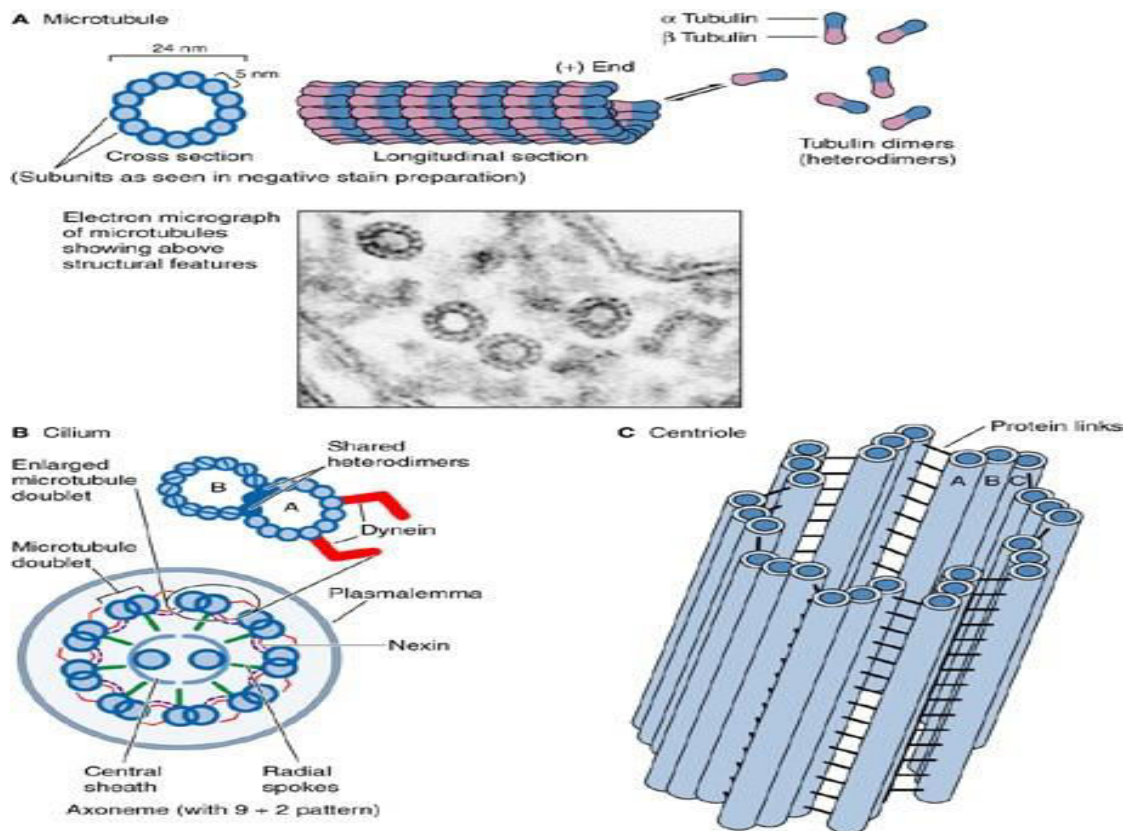 A Microtubule
24 nm
5 nm
Cross section
(Subunits as seen in negative stain preparation)
(+) End
Longitudinal section
α Tubulin
β Tubulin
Tubulin dimers
(heterodimers)
Electron micrograph
of microtubules
showing above
structural features
B Cilium
Enlarged
microtubule
doublet
Microtubule
doublet
Shared
heterodimers
B
A
Dynein
Plasmalemma
Nexin
Central
sheath
Radial
spokes
Axoneme (with 9 + 2 pattern)
C Centriole
Protein links
A B C